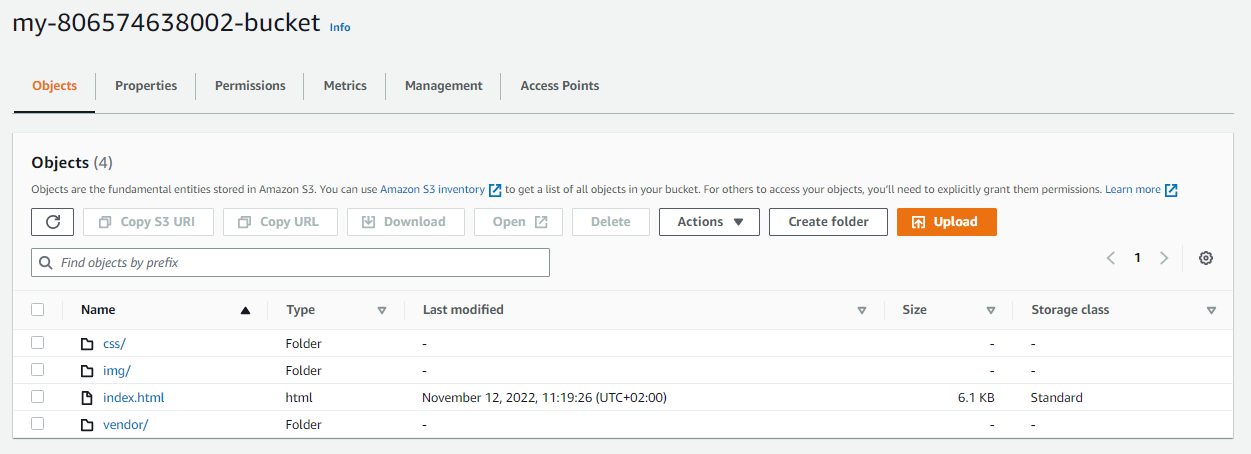 my-806574638002-bucket Info
Objects Properties Permissions Metrics Management Access Points
Objects (4)
Objects are the fundamental entities stored in Amazon S3. You can use Amazon S3 inventory to get a list of all objects in your bucket. For others to access your objects, you'll need to explicitly grant them permissions. Learn more
Copy S3 URI Copy URL Download Open Delete Actions Create folder Upload
Find objects by prefix 1
Name Type Last modified Size Storage class
css/ Folder - - -
img/ Folder - - -
index.html html November 12, 2022, 11:19:26 (UTC+02:00) 6.1 KB Standard
vendor/ Folder - - -